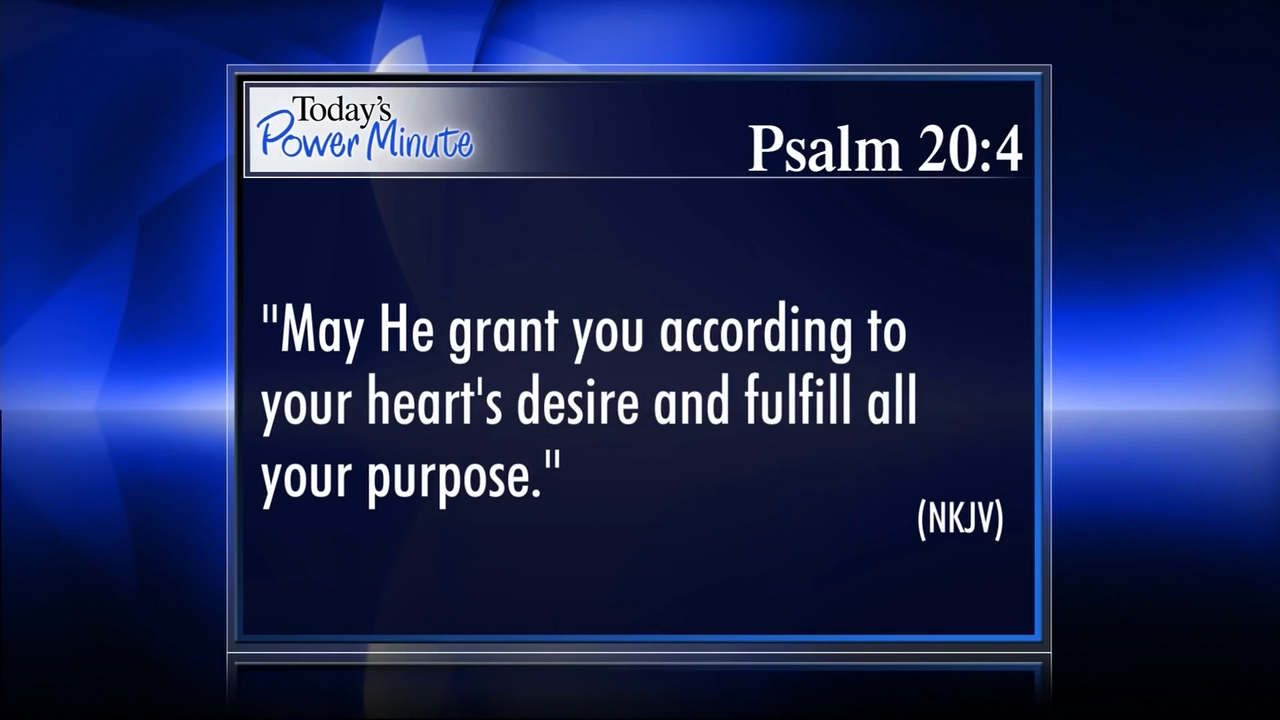 Today's
Power Minute
Psalm 20:4
"May He grant you according to
your heart's desire and fulfill all
your purpose."
(NKJV)